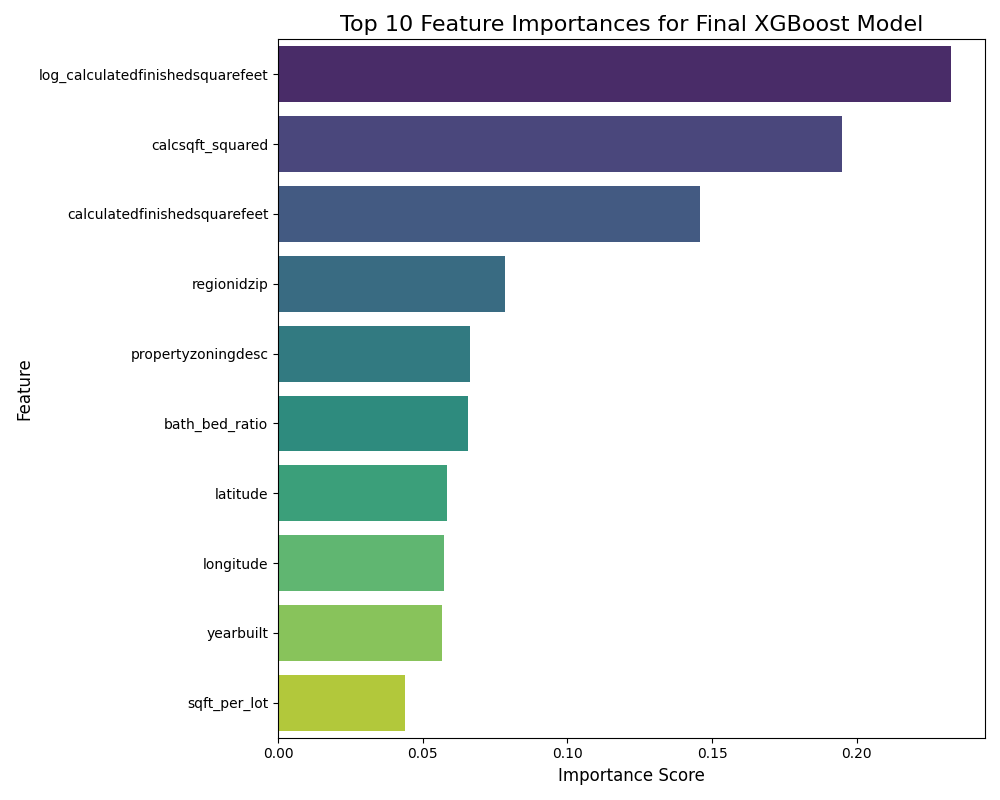 Top 10 Feature Importances for Final XGBoost Model
log_calculatedfinishedsquarefeet
calcsqft_squared
calculatedfinishedsquarefeet
regionidzip
propertyzoningdesc
bath_bed_ratio
latitude
longitude
yearbuilt
sqft_per_lot
Feature
0.00 0.05 0.10 0.15 0.20
Importance Score